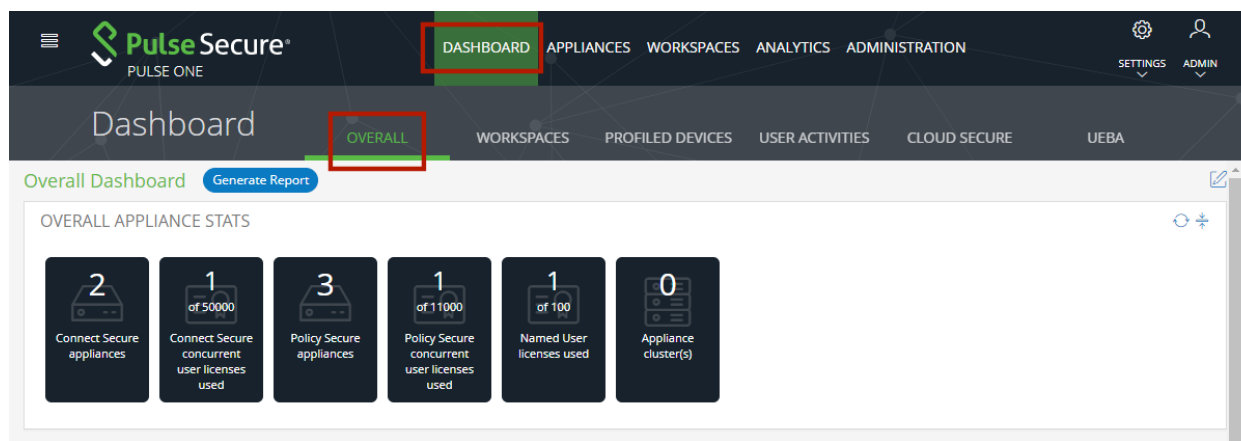 Pulse Secure®
PULSE ONE
DASHBOARD APPLIANCES WORKSPACES ANALYTICS ADMINISTRATION
SETTINGS ADMIN
Dashboard
OVERALL WORKSPACES PROFILED DEVICES USER ACTIVITIES CLOUD SECURE UEBA
Overall Dashboard Generate Report
OVERALL APPLIANCE STATS
2
Connect Secure
appliances
1
of 50000
Connect Secure
concurrent
user licenses
used
3
Policy Secure
appliances
1
of 11000
Policy Secure
concurrent
user licenses
used
1
of 100
Named User
licenses used
0
Appliance
cluster(s)